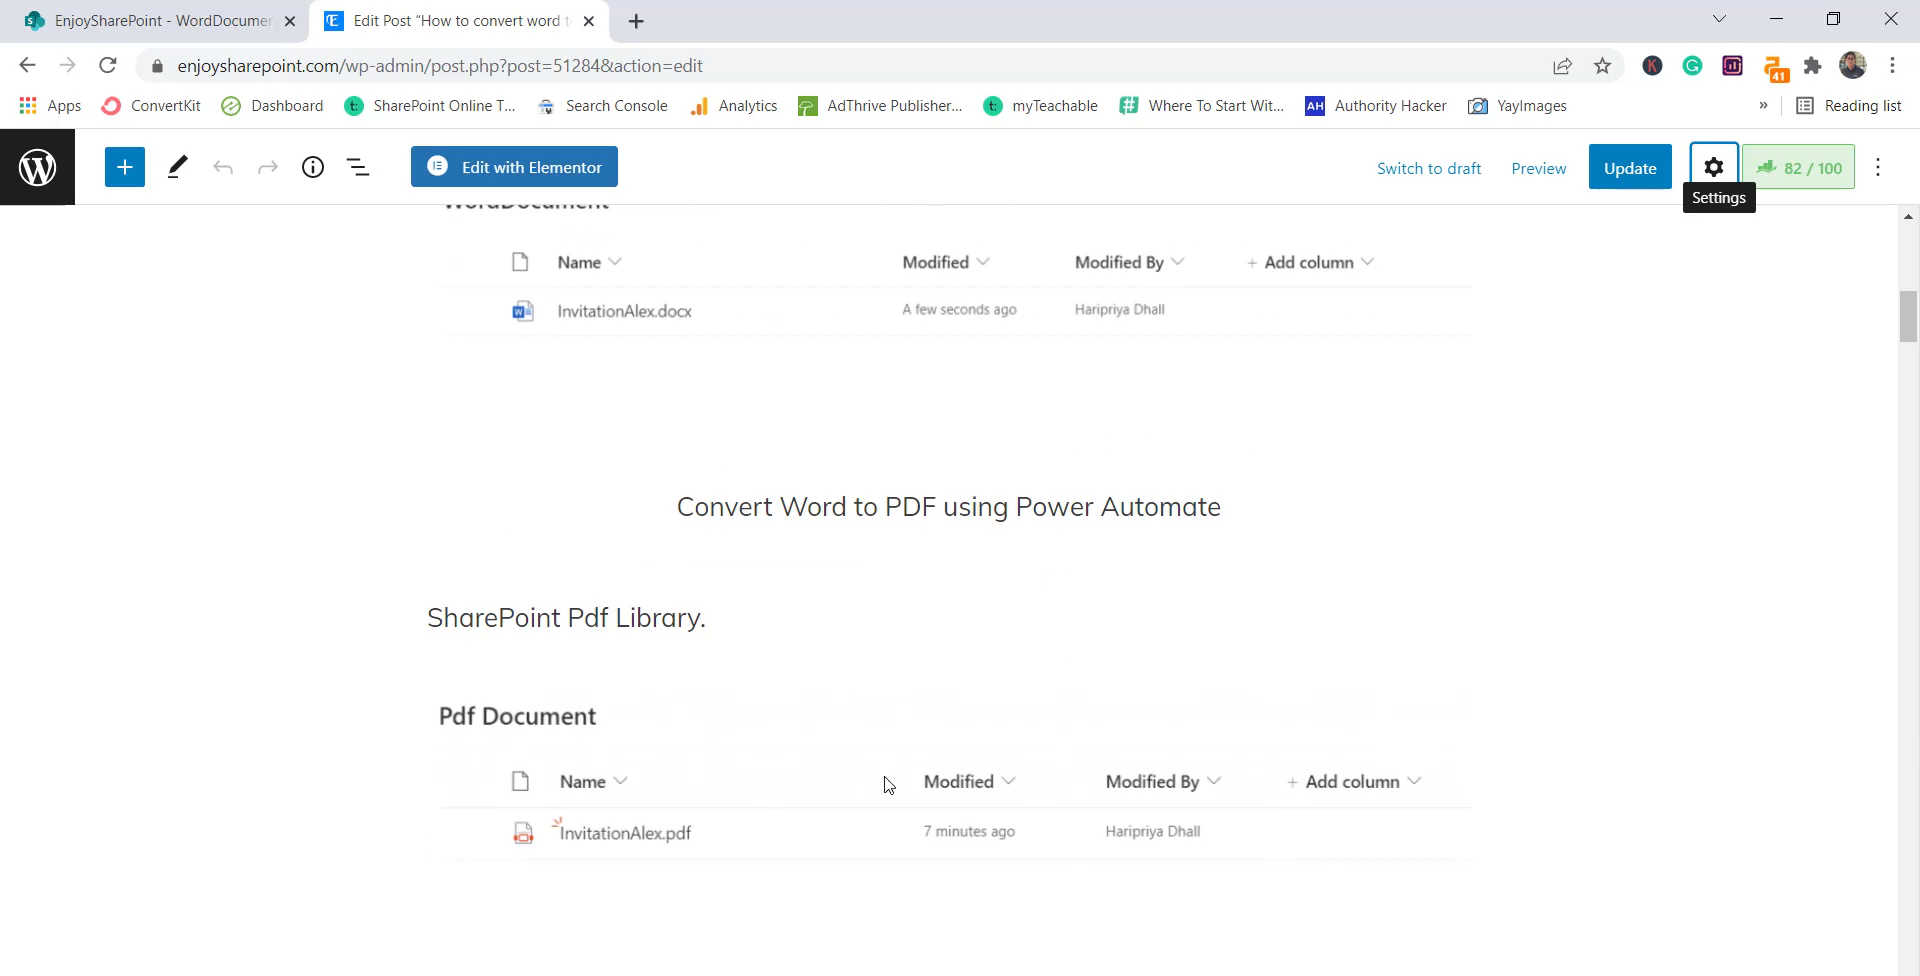 EnjoySharePoint - WordDocumen
Edit Post "How to convert word t
enjoysharepoint.com/wp-admin/post.php?post=51284&action=edit
41
Apps
ConvertKit
Dashboard
SharePoint Online T...
Search Console
Analytics
AdThrive Publisher...
myTeachable
Where To Start Wit...
AH
Authority Hacker
YayImages
»
Reading list
Edit with Elementor
Switch to draft
Preview
Update
82 / 100
Settings
WordDocument
Name
Modified
Modified By
+ Add column
InvitationAlex.docx
A few seconds ago
Haripriya Dhall
Convert Word to PDF using Power Automate
SharePoint Pdf Library.
Pdf Document
Name
Modified
Modified By
+ Add column
InvitationAlex.pdf
7 minutes ago
Haripriya Dhall